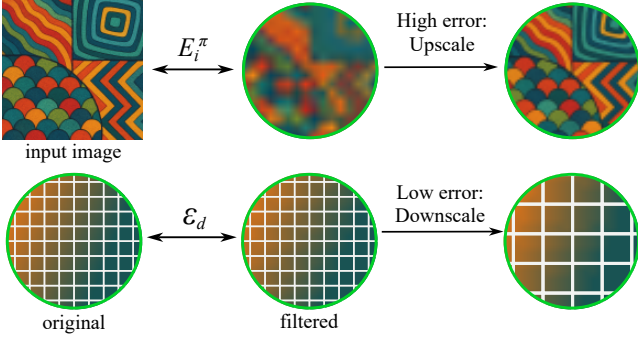 E_i^π
High error:
Upscale
input image
ε_d
Low error:
Downscale
original
filtered